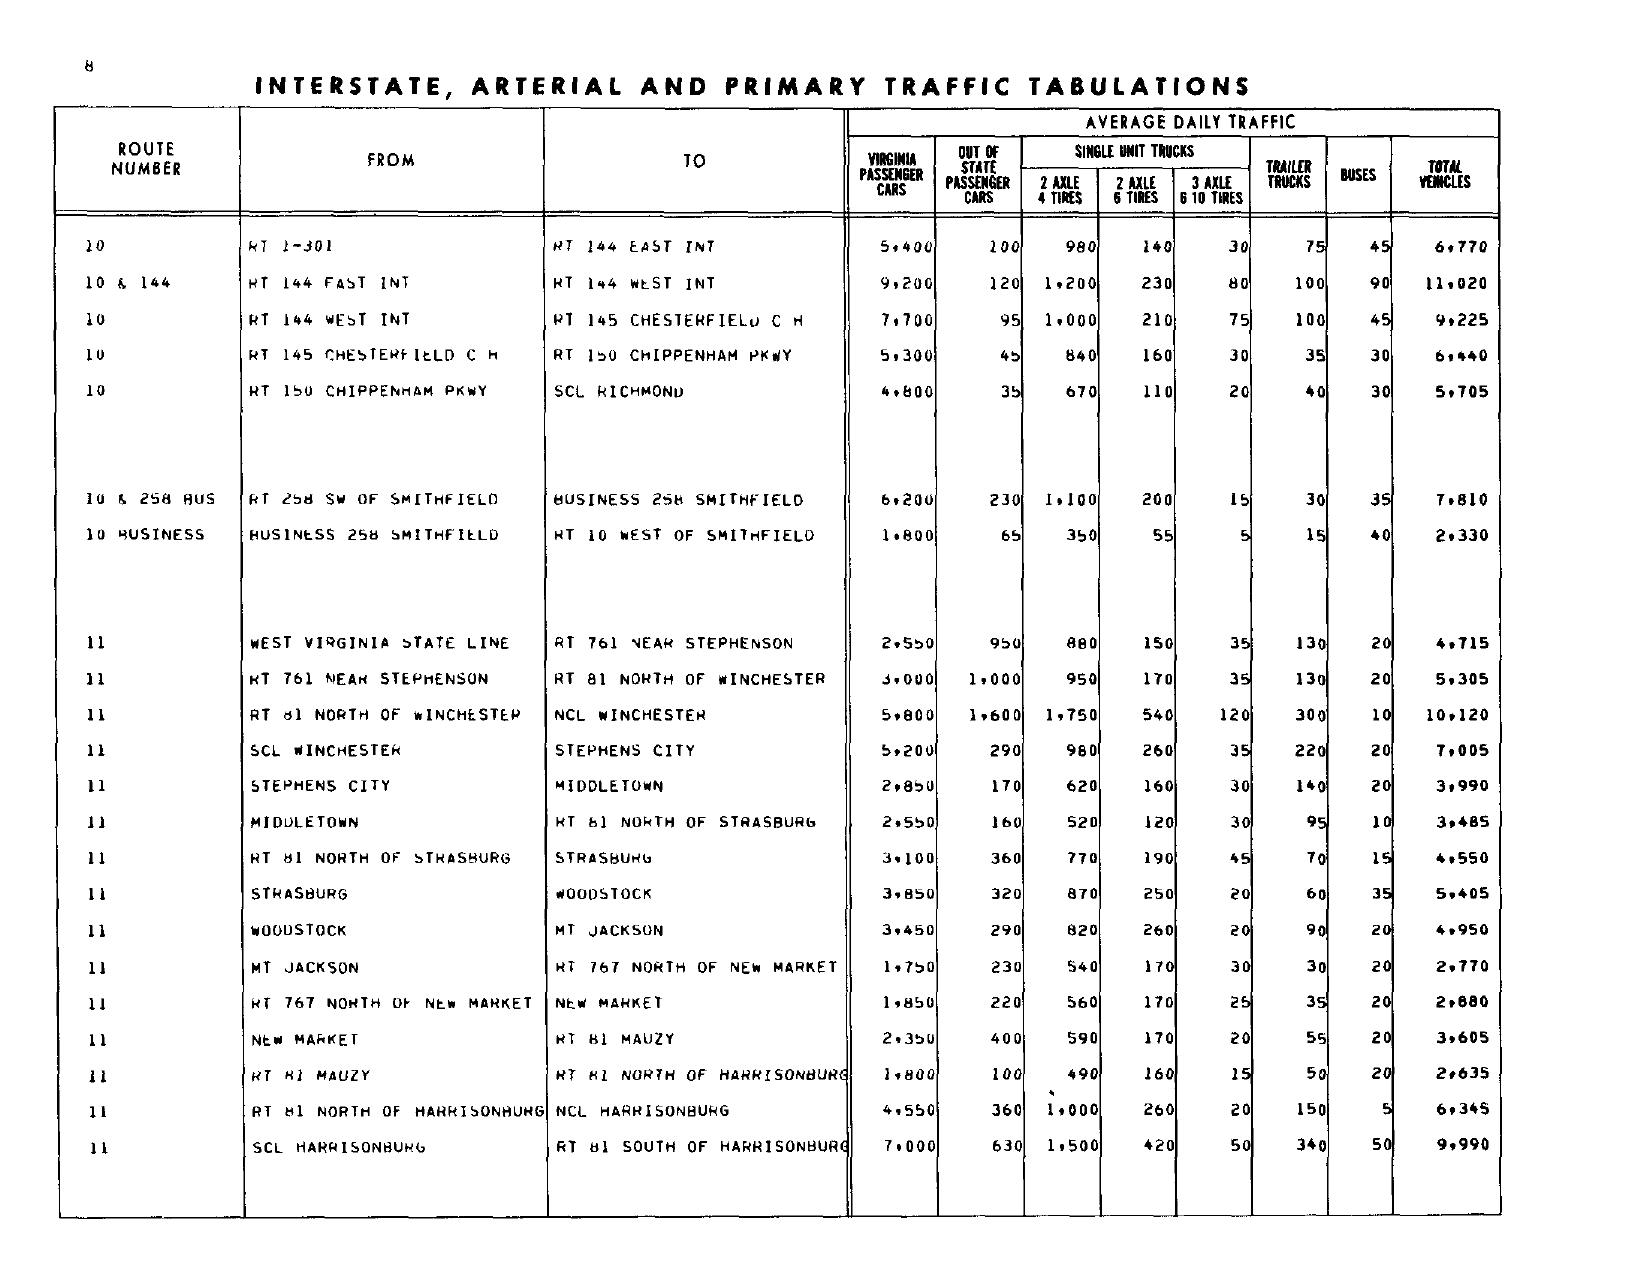 8
INTERSTATE, ARTERIAL AND PRIMARY TRAFFIC TABULATIONS
AVERAGE DAILY TRAFFIC
ROUTE NUMBER FROM TO VIRGINIA PASSENGER CARS OUT OF STATE PASSENGER CARS SINGLE UNIT TRUCKS 2 AXLE 4 TIRES 2 AXLE 6 TIRES 3 AXLE 6 10 TIRES TRAILER TRUCKS BUSES TOTAL VEHICLES
10 RT 1-301 RT 144 EAST INT 5,400 100 980 140 30 75 45 6,770
10 & 144 RT 144 EAST INT RT 144 WEST INT 9,200 120 1,200 230 80 100 90 11,020
10 RT 144 WEST INT RT 145 CHESTERFIELD C H 7,700 95 1,000 210 75 100 45 9,225
10 RT 145 CHESTERFIELD C H RT 150 CHIPPENHAM PKWY 5,300 45 840 160 30 35 30 6,440
10 RT 150 CHIPPENHAM PKWY SCL RICHMOND 4,800 35 670 110 20 40 30 5,705
10 & 258 BUS RT 258 SW OF SMITHFIELD BUSINESS 258 SMITHFIELD 6,200 230 1,100 200 15 30 35 7,810
10 BUSINESS BUSINESS 258 SMITHFIELD RT 10 WEST OF SMITHFIELD 1,800 65 350 55 5 15 40 2,330
11 WEST VIRGINIA STATE LINE RT 761 NEAR STEPHENSON 2,550 950 880 150 35 130 20 4,715
11 RT 761 NEAR STEPHENSON RT 81 NORTH OF WINCHESTER 3,000 1,000 950 170 35 130 20 5,305
11 RT 81 NORTH OF WINCHESTER NCL WINCHESTER 5,800 1,600 1,750 540 120 300 10 10,120
11 SCL WINCHESTER STEPHENS CITY 5,200 290 980 260 35 220 20 7,005
11 STEPHENS CITY MIDDLETOWN 2,850 170 620 160 30 140 20 3,990
11 MIDDLETOWN RT 81 NORTH OF STRASBURG 2,550 160 520 120 30 95 10 3,485
11 RT 81 NORTH OF STRASBURG STRASBURG 3,100 360 770 190 45 70 15 4,550
11 STRASBURG WOODSTOCK 3,850 320 870 250 20 60 35 5,405
11 WOODSTOCK MT JACKSON 3,450 290 820 260 20 90 20 4,950
11 MT JACKSON RT 767 NORTH OF NEW MARKET 1,750 230 540 170 30 30 20 2,770
11 RT 767 NORTH OF NEW MARKET NEW MARKET 1,850 220 560 170 25 35 20 2,880
11 NEW MARKET RT 81 MAUZY 2,350 400 590 170 20 55 20 3,605
11 RT 81 MAUZY RT 81 NORTH OF HARRISONBURG 1,800 100 490 160 15 50 20 2,635
11 RT 81 NORTH OF HARRISONBURG NCL HARRISONBURG 4,550 360 1,000 260 20 150 5 6,345
11 SCL HARRISONBURG RT 81 SOUTH OF HARRISONBURG 7,000 630 1,500 420 50 340 50 9,990